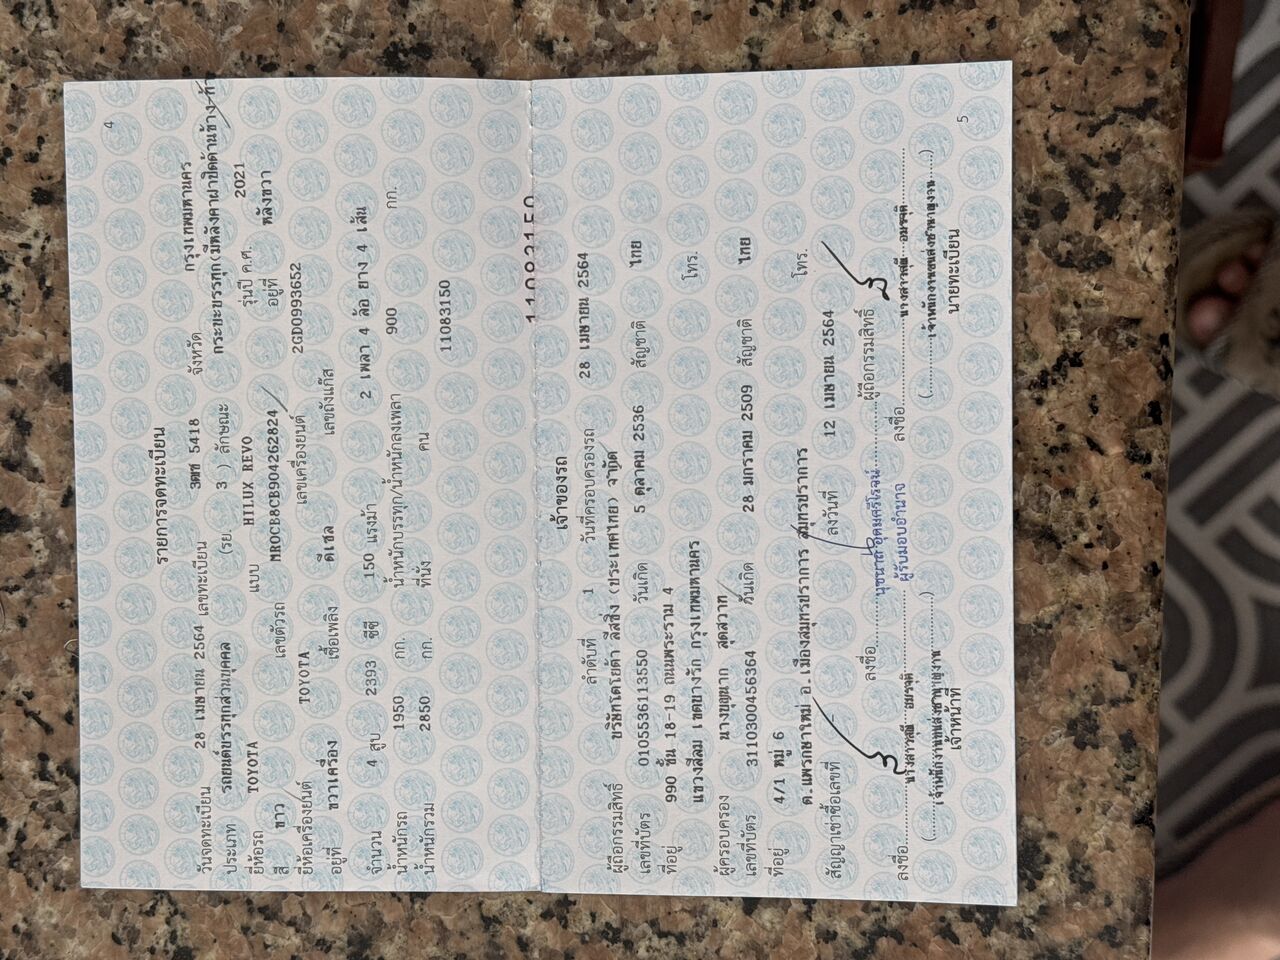 4
รายการจดทะเบียน
วันจดทะเบียน 28 เมษายน 2564 เลขทะเบียน 3ฒฃ 5418 จังหวัด กรุงเทพมหานคร
ประเภท รถยนต์บรรทุกส่วนบุคคล (รย. 3 ) ลักษณะ กระบะบรรทุก(มีหลังคาฝาปิดด้านข้าง-ท้า
ยี่ห้อรถ TOYOTA แบบ HILUX REVO รุ่นปี ค.ศ. 2021
สี ขาว เลขตัวรถ MR0CB8CB904262824 อยู่ที่ หลังขวา
ยี่ห้อเครื่องยนต์ TOYOTA เลขเครื่องยนต์ 2GD0993652
อยู่ที่ ขวาเครื่อง เชื้อเพลิง ดีเซล เลขถังแก๊ส
จำนวน 4 สูบ 2393 ซีซี 150 แรงม้า 2 เพลา 4 ล้อ ยาง 4 เส้น
น้ำหนักรถ 1950 กก. น้ำหนักบรรทุก/น้ำหนักลงเพลา 900 กก.
น้ำหนักรวม 2850 กก. ที่นั่ง คน 11083150
11083150
เจ้าของรถ
ลำดับที่ 1 วันที่ครอบครองรถ 28 เมษายน 2564
ผู้ถือกรรมสิทธิ์ บริษัทโตโยต้า ลีสซิ่ง (ประเทศไทย) จำกัด
เลขที่บัตร 0105536113550 วันเกิด 5 ตุลาคม 2536 สัญชาติ ไทย
ที่อยู่ 990 ชั้น 18-19 ถนนพระราม 4
แขวงสีลม เขตบางรัก กรุงเทพมหานคร โทร.
ผู้ครอบครอง นางบุญนาก สุดสวาท
เลขที่บัตร 3110300456364 วันเกิด 28 มกราคม 2509 สัญชาติ ไทย
ที่อยู่ 4/1 หมู่ 6
ต.แพรกษาใหม่ อ.เมืองสมุทรปราการ สมุทรปราการ โทร.
สัญญาเช่าซื้อเลขที่ - ลงวันที่ 12 เมษายน 2564
ลงชื่อ นุชนาถ อุดมศรีโรจน์ ผู้ถือกรรมสิทธิ์
ผู้รับมอบอำนาจ
ลงชื่อ ลงชื่อ
เจ้าหน้าที่ นายทะเบียน
5